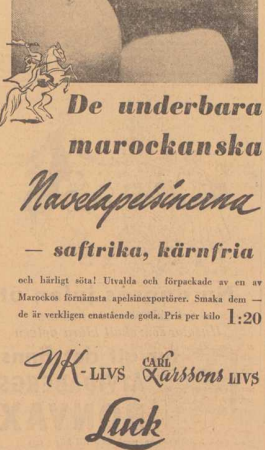 De underbara
marockanska
Navelapelsinerna
— saftrika, kärnfria
och härligt söta! Utvalda och förpackade av en av
Marockos förnämsta apelsinexportörer. Smaka dem —
de är verkligen enastående goda. Pris per kilo 1:20
NK-LIVS CARL Larssons LIVS
Luck